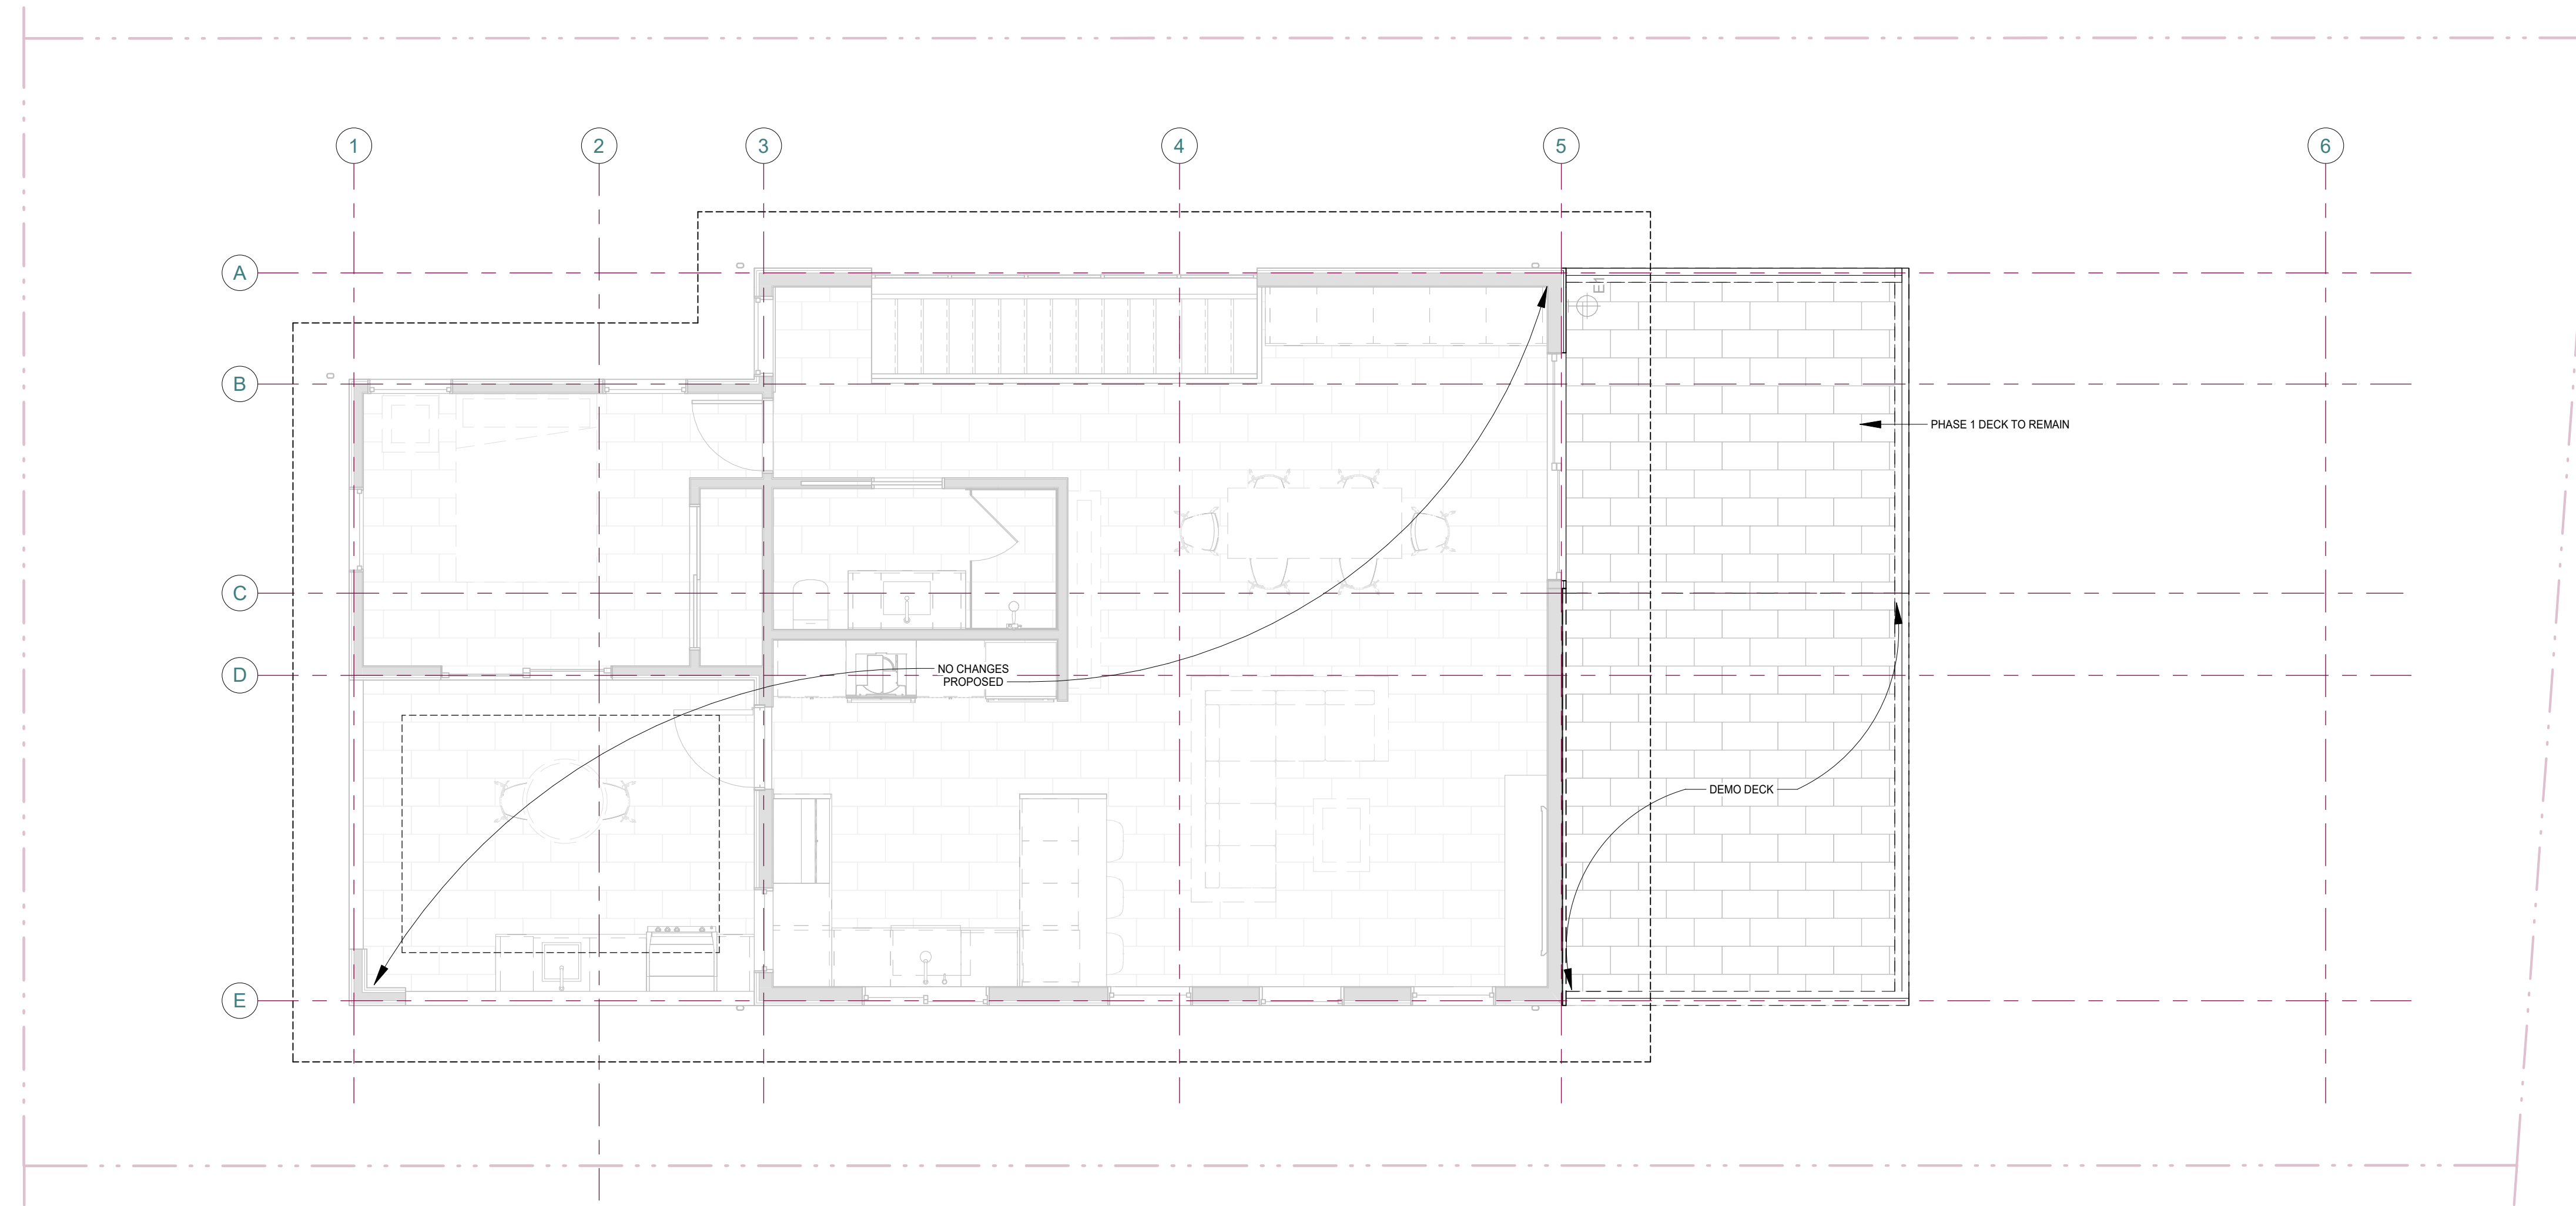 1
2
3
4
5
6
A
B
C
D
E
PHASE 1 DECK TO REMAIN
NO CHANGES
PROPOSED
DEMO DECK